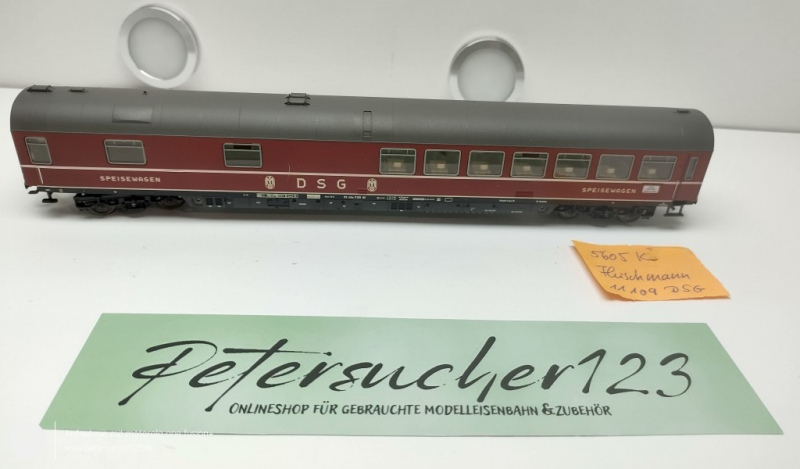 SPEISEWAGEN
DSG
SPEISEWAGEN
5605 K
Fleischmann
11109 DSG
Petersucher123
ONLINESHOP FÜR GEBRAUCHTE MODELLEISENBAHN & ZUBEHÖR